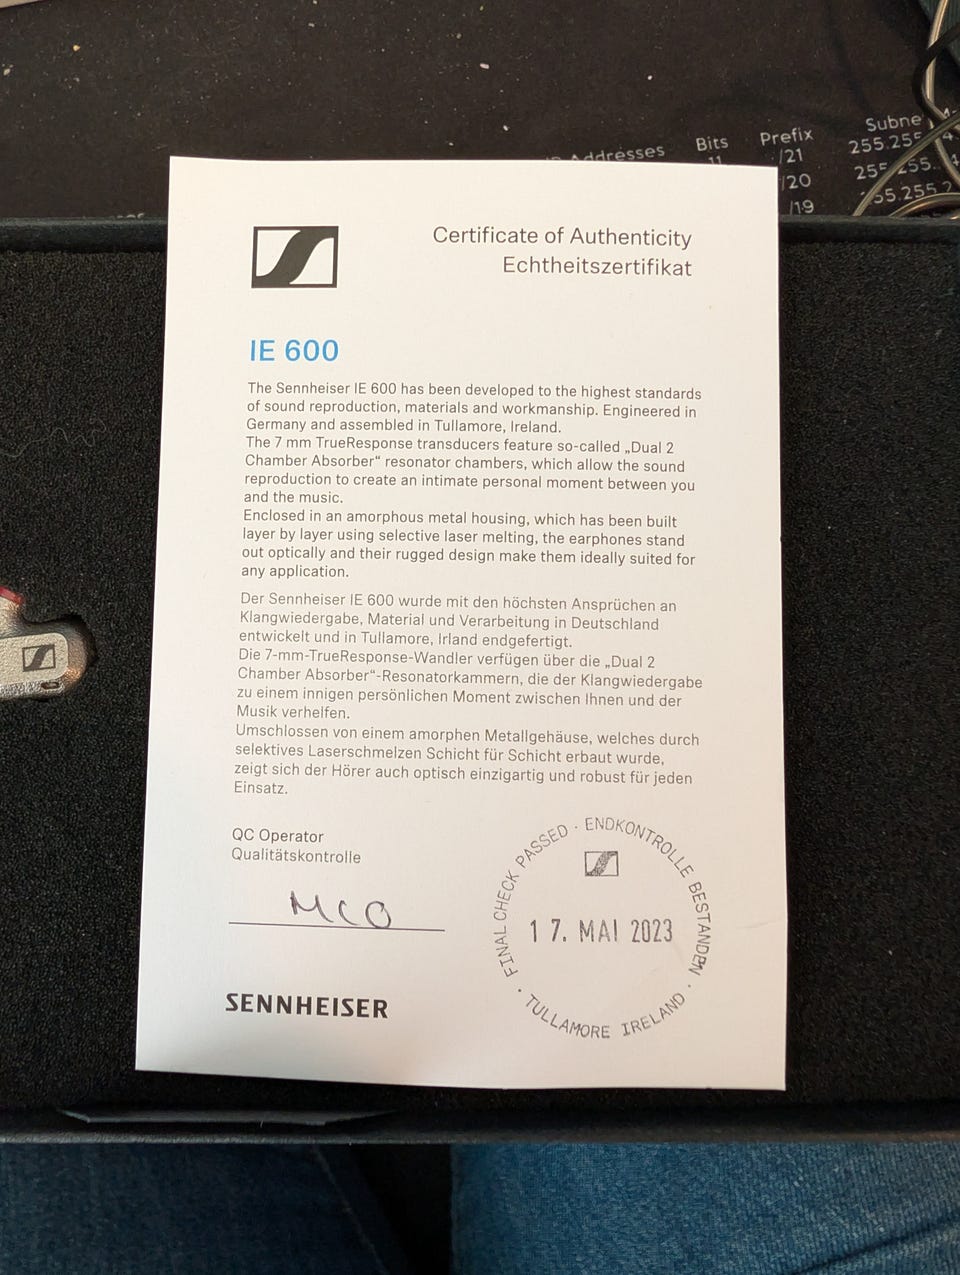 Addresses Bits Prefix Subne
11 /21 255.255
/20
/19 255.2
Certificate of Authenticity
Echtheitszertifikat
IE 600
The Sennheiser IE 600 has been developed to the highest standards
of sound reproduction, materials and workmanship. Engineered in
Germany and assembled in Tullamore, Ireland.
The 7 mm TrueResponse transducers feature so-called „Dual 2
Chamber Absorber“ resonator chambers, which allow the sound
reproduction to create an intimate personal moment between you
and the music.
Enclosed in an amorphous metal housing, which has been built
layer by layer using selective laser melting, the earphones stand
out optically and their rugged design make them ideally suited for
any application.
Der Sennheiser IE 600 wurde mit den höchsten Ansprüchen an
Klangwiedergabe, Material und Verarbeitung in Deutschland
entwickelt und in Tullamore, Irland endgefertigt.
Die 7-mm-TrueResponse-Wandler verfügen über die „Dual 2
Chamber Absorber“-Resonatorkammern, die der Klangwiedergabe
zu einem innigen persönlichen Moment zwischen Ihnen und der
Musik verhelfen.
Umschlossen von einem amorphen Metallgehäuse, welches durch
selektives Laserschmelzen Schicht für Schicht erbaut wurde,
zeigt sich der Hörer auch optisch einzigartig und robust für jeden
Einsatz.
QC Operator
Qualitätskontrolle
MCO
SENNHEISER
FINAL CHECK PASSED · ENDKONTROLLE BESTANDEN ·
17. MAI 2023
· TULLAMORE IRELAND ·